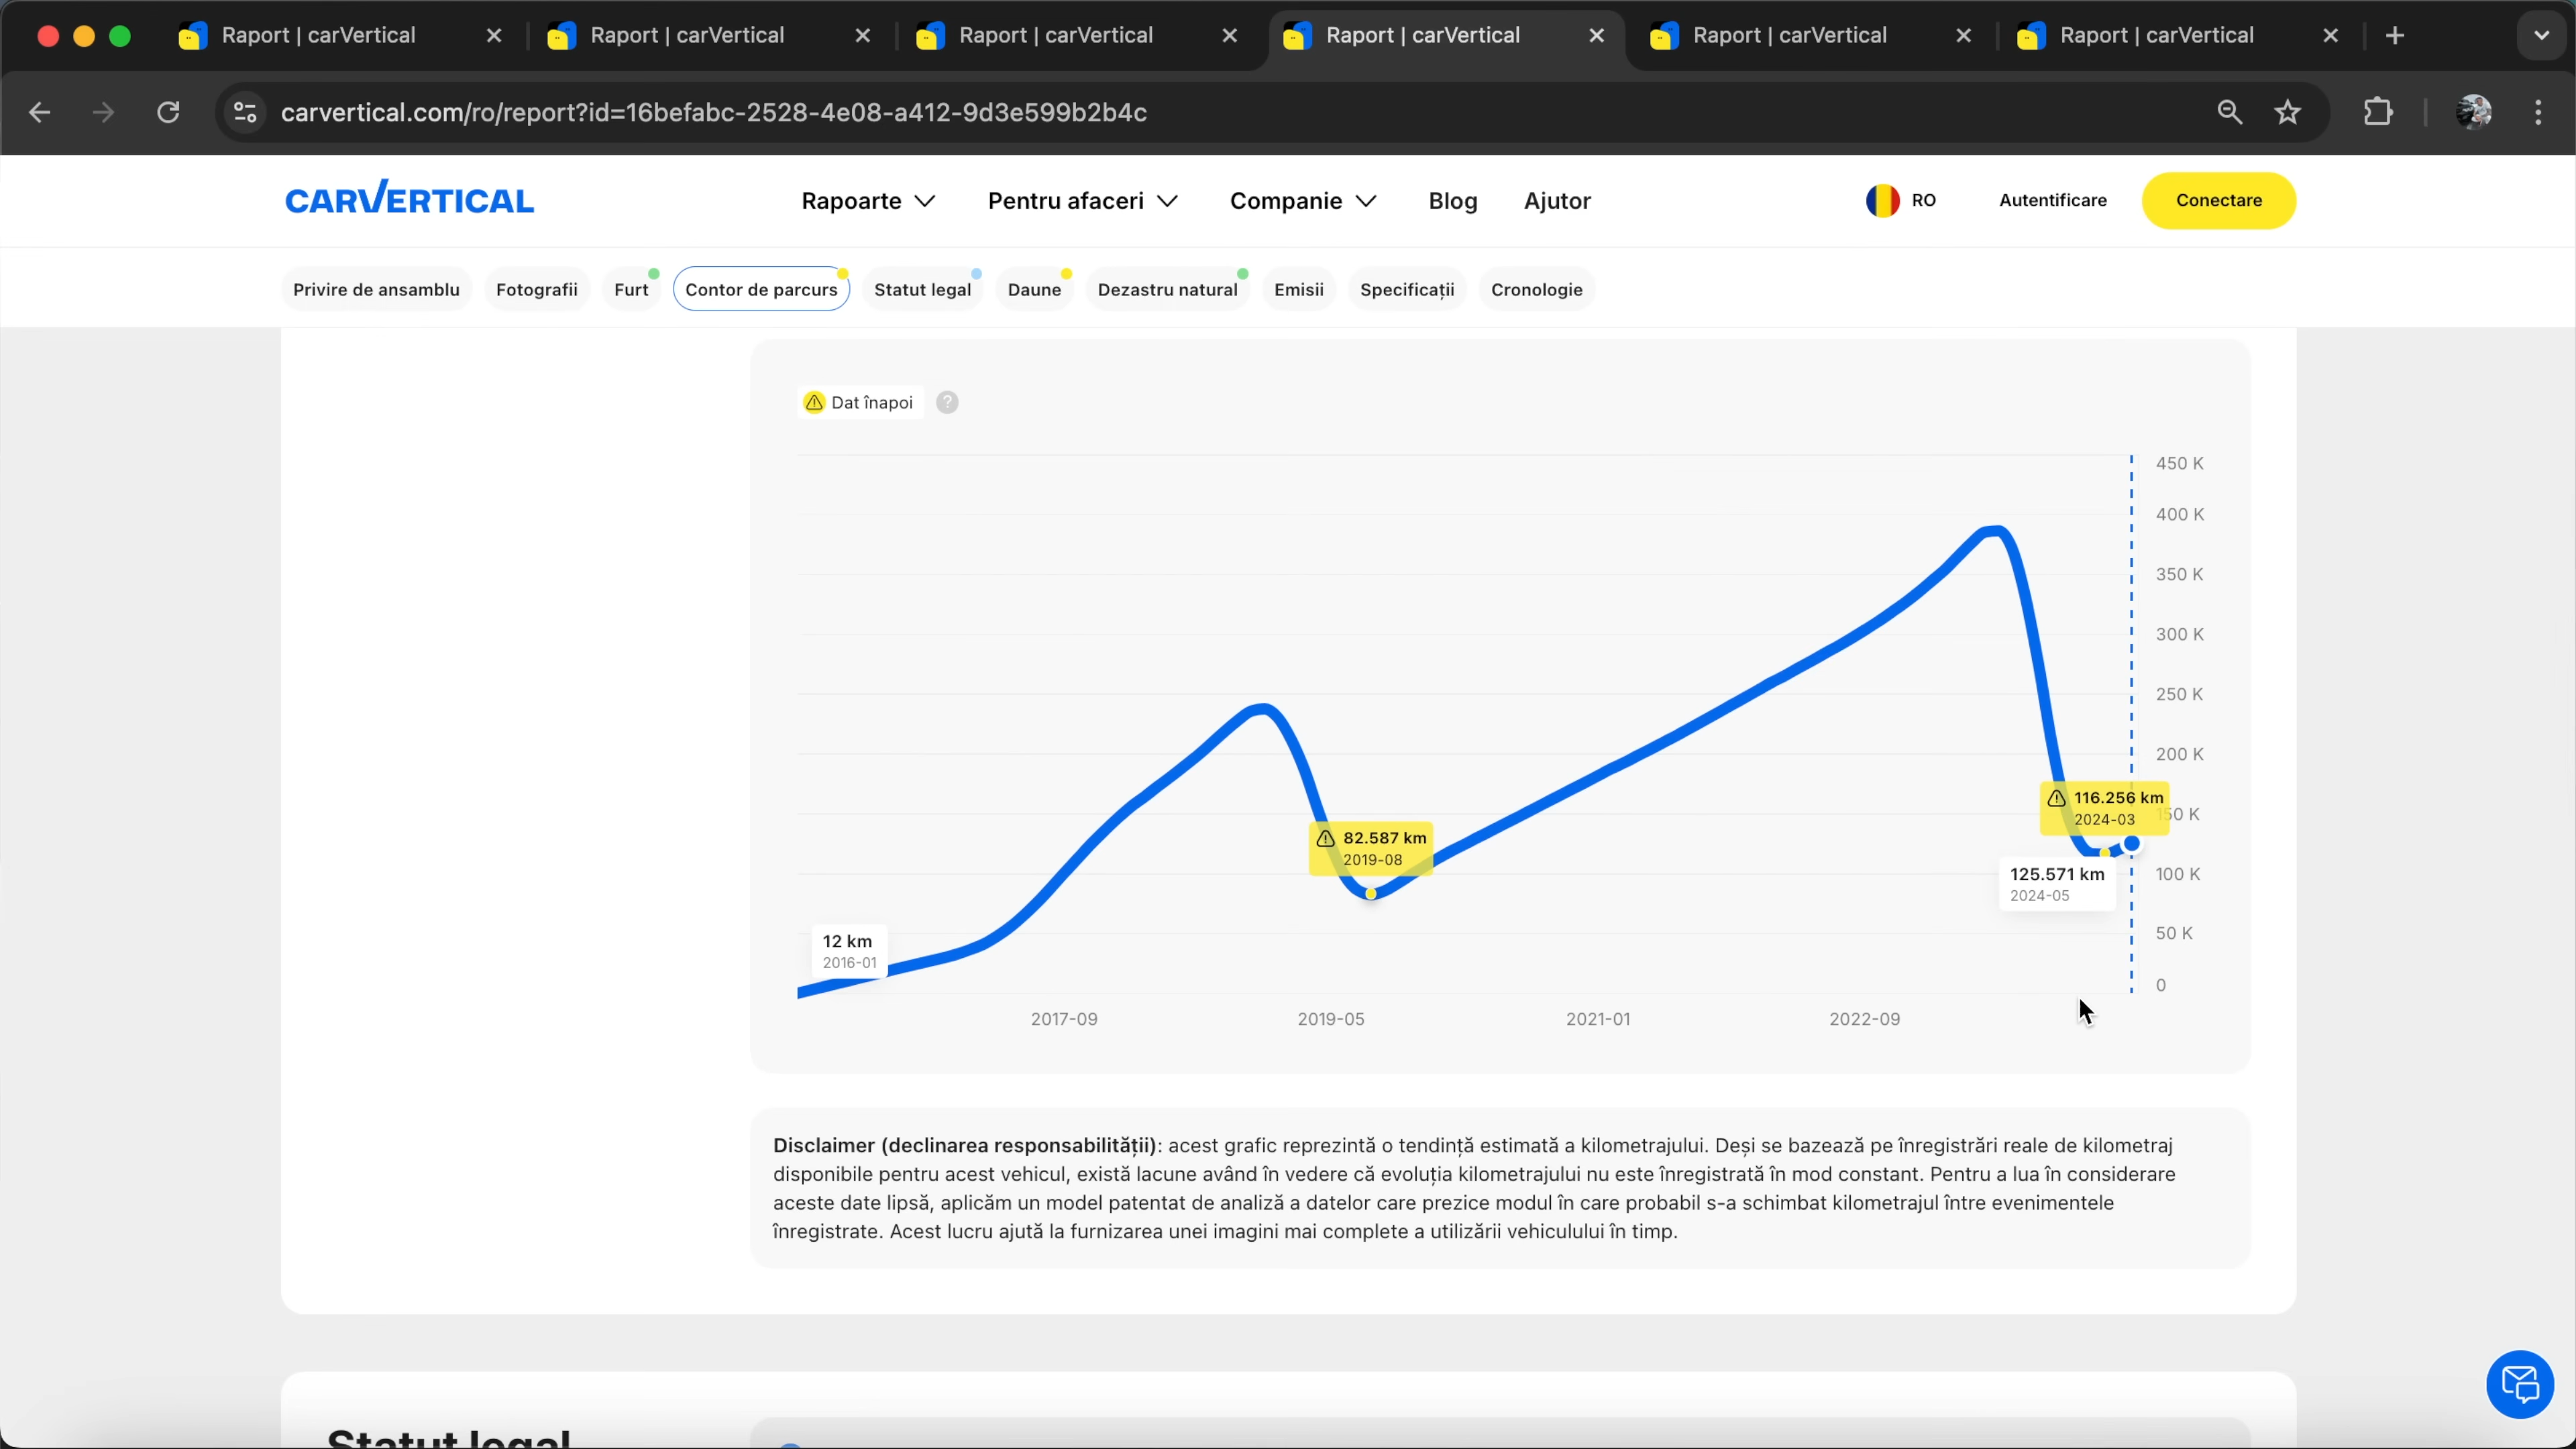 Raport | carVertical
Raport | carVertical
Raport | carVertical
Raport | carVertical
Raport | carVertical
Raport | carVertical
carvertical.com/ro/report?id=16befabc-2528-4e08-a412-9d3e599b2b4c
CARVERTICAL
Rapoarte
Pentru afaceri
Companie
Blog
Ajutor
RO
Autentificare
Conectare
Privire de ansamblu
Fotografii
Furt
Contor de parcurs
Statut legal
Daune
Dezastru natural
Emisii
Specificații
Cronologie
Dat înapoi
?
450 K
400 K
350 K
300 K
250 K
200 K
116.256 km
2024-03
50 K
82.587 km
2019-08
125.571 km
2024-05
100 K
12 km
2016-01
50 K
0
2017-09
2019-05
2021-01
2022-09
Disclaimer (declinarea responsabilității): acest grafic reprezintă o tendință estimată a kilometrajului. Deși se bazează pe înregistrări reale de kilometraj
disponibile pentru acest vehicul, există lacune având în vedere că evoluția kilometrajului nu este înregistrată în mod constant. Pentru a lua în considerare
aceste date lipsă, aplicăm un model patentat de analiză a datelor care prezice modul în care probabil s-a schimbat kilometrajul între evenimentele
înregistrate. Acest lucru ajută la furnizarea unei imagini mai complete a utilizării vehiculului în timp.
Statut legal